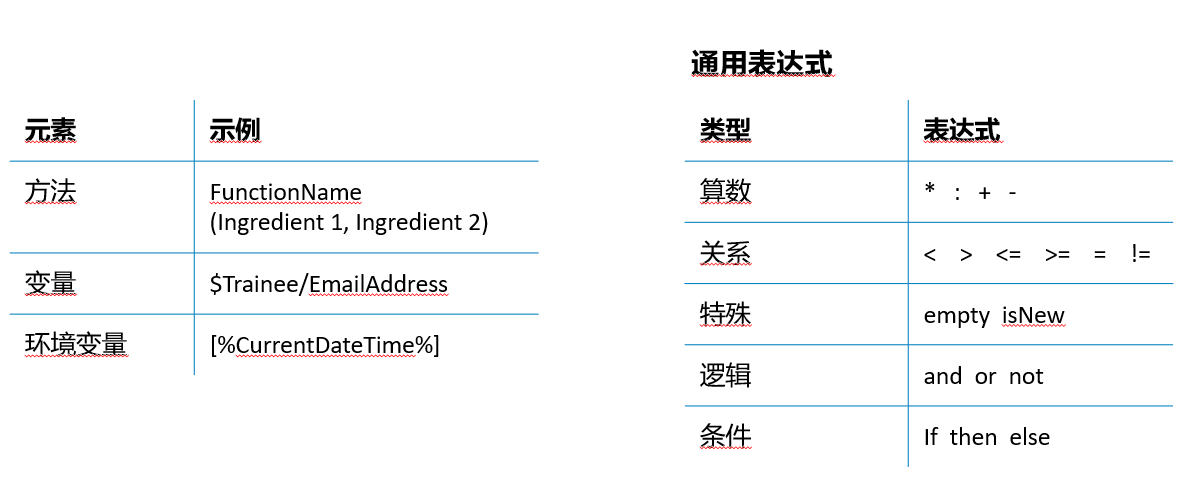 元素 示例
方法 FunctionName
(Ingredient 1, Ingredient 2)
变量 $Trainee/EmailAddress
环境变量 [%CurrentDateTime%]
通用表达式
类型 表达式
算数 * : + -
关系 < > <= >= = !=
特殊 empty isNew
逻辑 and or not
条件 If then else